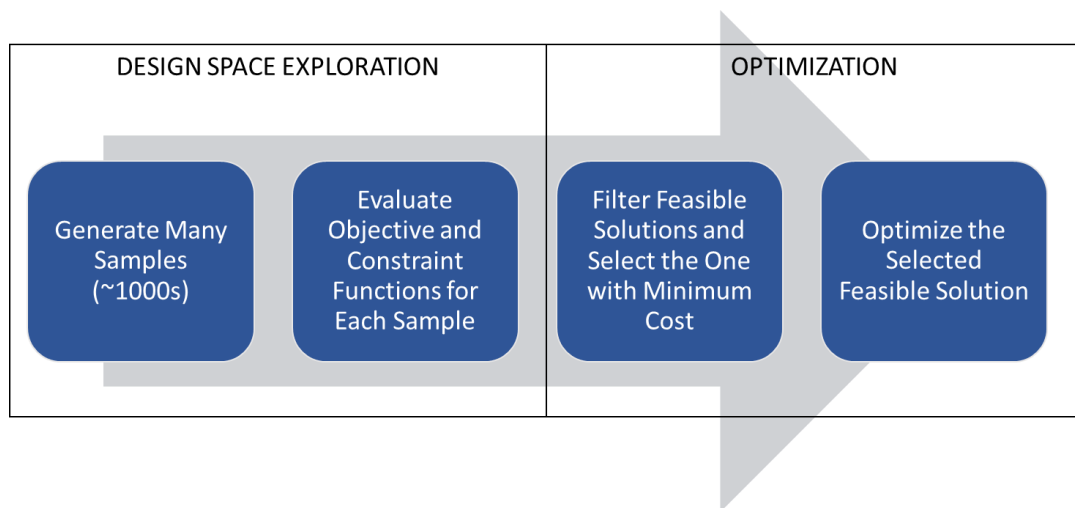 DESIGN SPACE EXPLORATION
OPTIMIZATION
Generate Many
Samples
(~1000s)
Evaluate
Objective and
Constraint
Functions for
Each Sample
Filter Feasible
Solutions and
Select the One
with Minimum
Cost
Optimize the
Selected
Feasible Solution